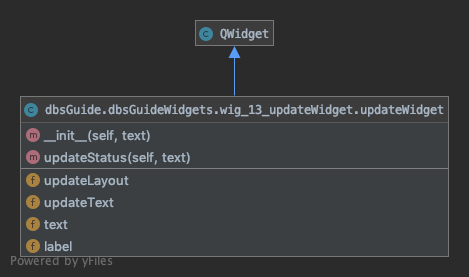 C QWidget
C dbsGuide.dbsGuideWidgets.wig_13_updateWidget.updateWidget
m __init__(self, text)
m updateStatus(self, text)
f updateLayout
f updateText
f text
f label
Powered by yFiles